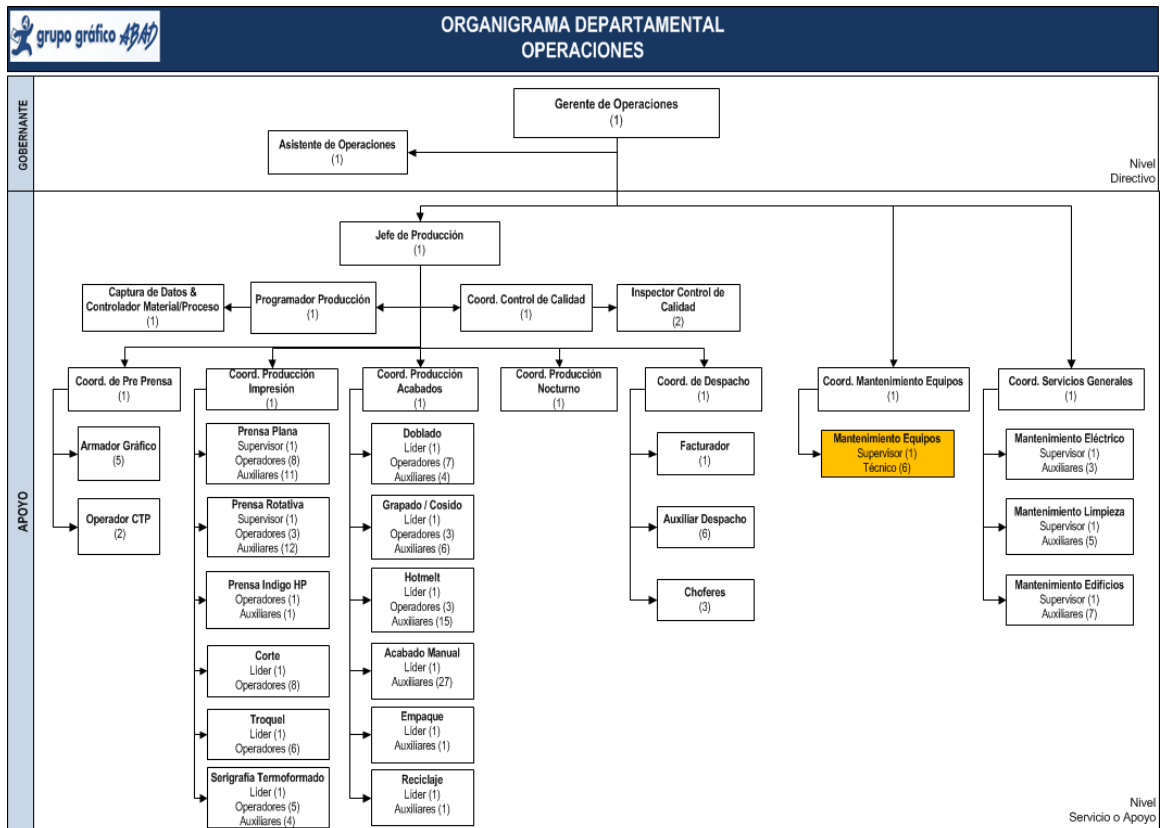 grupo gráfico ABAD
ORGANIGRAMA DEPARTAMENTAL
OPERACIONES
GOBERNANTE
Gerente de Operaciones
(1)
Asistente de Operaciones
(1)
Nivel
Directivo
APOYO
Jefe de Producción
(1)
Captura de Datos &
Controlador Material/Proceso
(1)
Programador Producción
(1)
Coord. Control de Calidad
(1)
Inspector Control de
Calidad
(2)
Coord. de Pre Prensa
(1)
Coord. Producción
Impresión
(1)
Coord. Producción
Acabados
(1)
Coord. Producción
Nocturno
(1)
Coord. de Despacho
(1)
Coord. Mantenimiento Equipos
(1)
Coord. Servicios Generales
(1)
Armador Gráfico
(5)
Operador CTP
(2)
Prensa Plana
Supervisor (1)
Operadores (8)
Auxiliares (11)
Prensa Rotativa
Supervisor (1)
Operadores (3)
Auxiliares (12)
Prensa Indigo HP
Operadores (1)
Auxiliares (1)
Corte
Líder (1)
Operadores (8)
Troquel
Líder (1)
Operadores (6)
Serigrafía Termoformado
Líder (1)
Operadores (5)
Auxiliares (4)
Doblado
Líder (1)
Operadores (7)
Auxiliares (4)
Grapado / Cosido
Líder (1)
Operadores (3)
Auxiliares (6)
Hotmelt
Líder (1)
Operadores (3)
Auxiliares (15)
Acabado Manual
Líder (1)
Auxiliares (27)
Empaque
Líder (1)
Auxiliares (1)
Reciclaje
Líder (1)
Auxiliares (1)
Facturador
(1)
Auxiliar Despacho
(6)
Choferes
(3)
Mantenimiento Equipos
Supervisor (1)
Técnico (6)
Mantenimiento Eléctrico
Supervisor (1)
Auxiliares (3)
Mantenimiento Limpieza
Supervisor (1)
Auxiliares (5)
Mantenimiento Edificios
Supervisor (1)
Auxiliares (7)
Nivel
Servicio o Apoyo